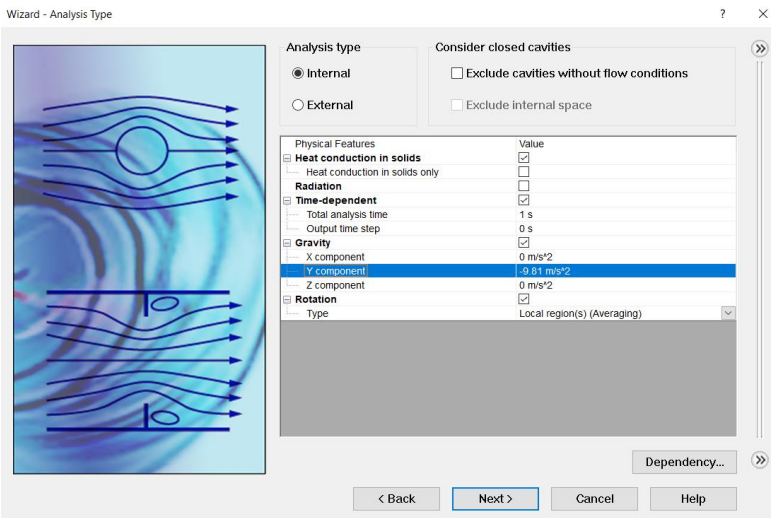 Wizard - Analysis Type
?
Analysis type
Consider closed cavities
Internal
Exclude cavities without flow conditions
External
Exclude internal space
Physical Features Value
Heat conduction in solids
Heat conduction in solids only
Radiation
Time-dependent
Total analysis time 1 s
Output time step 0 s
Gravity
X component 0 m/s^2
Y component -9.81 m/s^2
Z component 0 m/s^2
Rotation
Type Local region(s) (Averaging)
Dependency...
< Back Next > Cancel Help